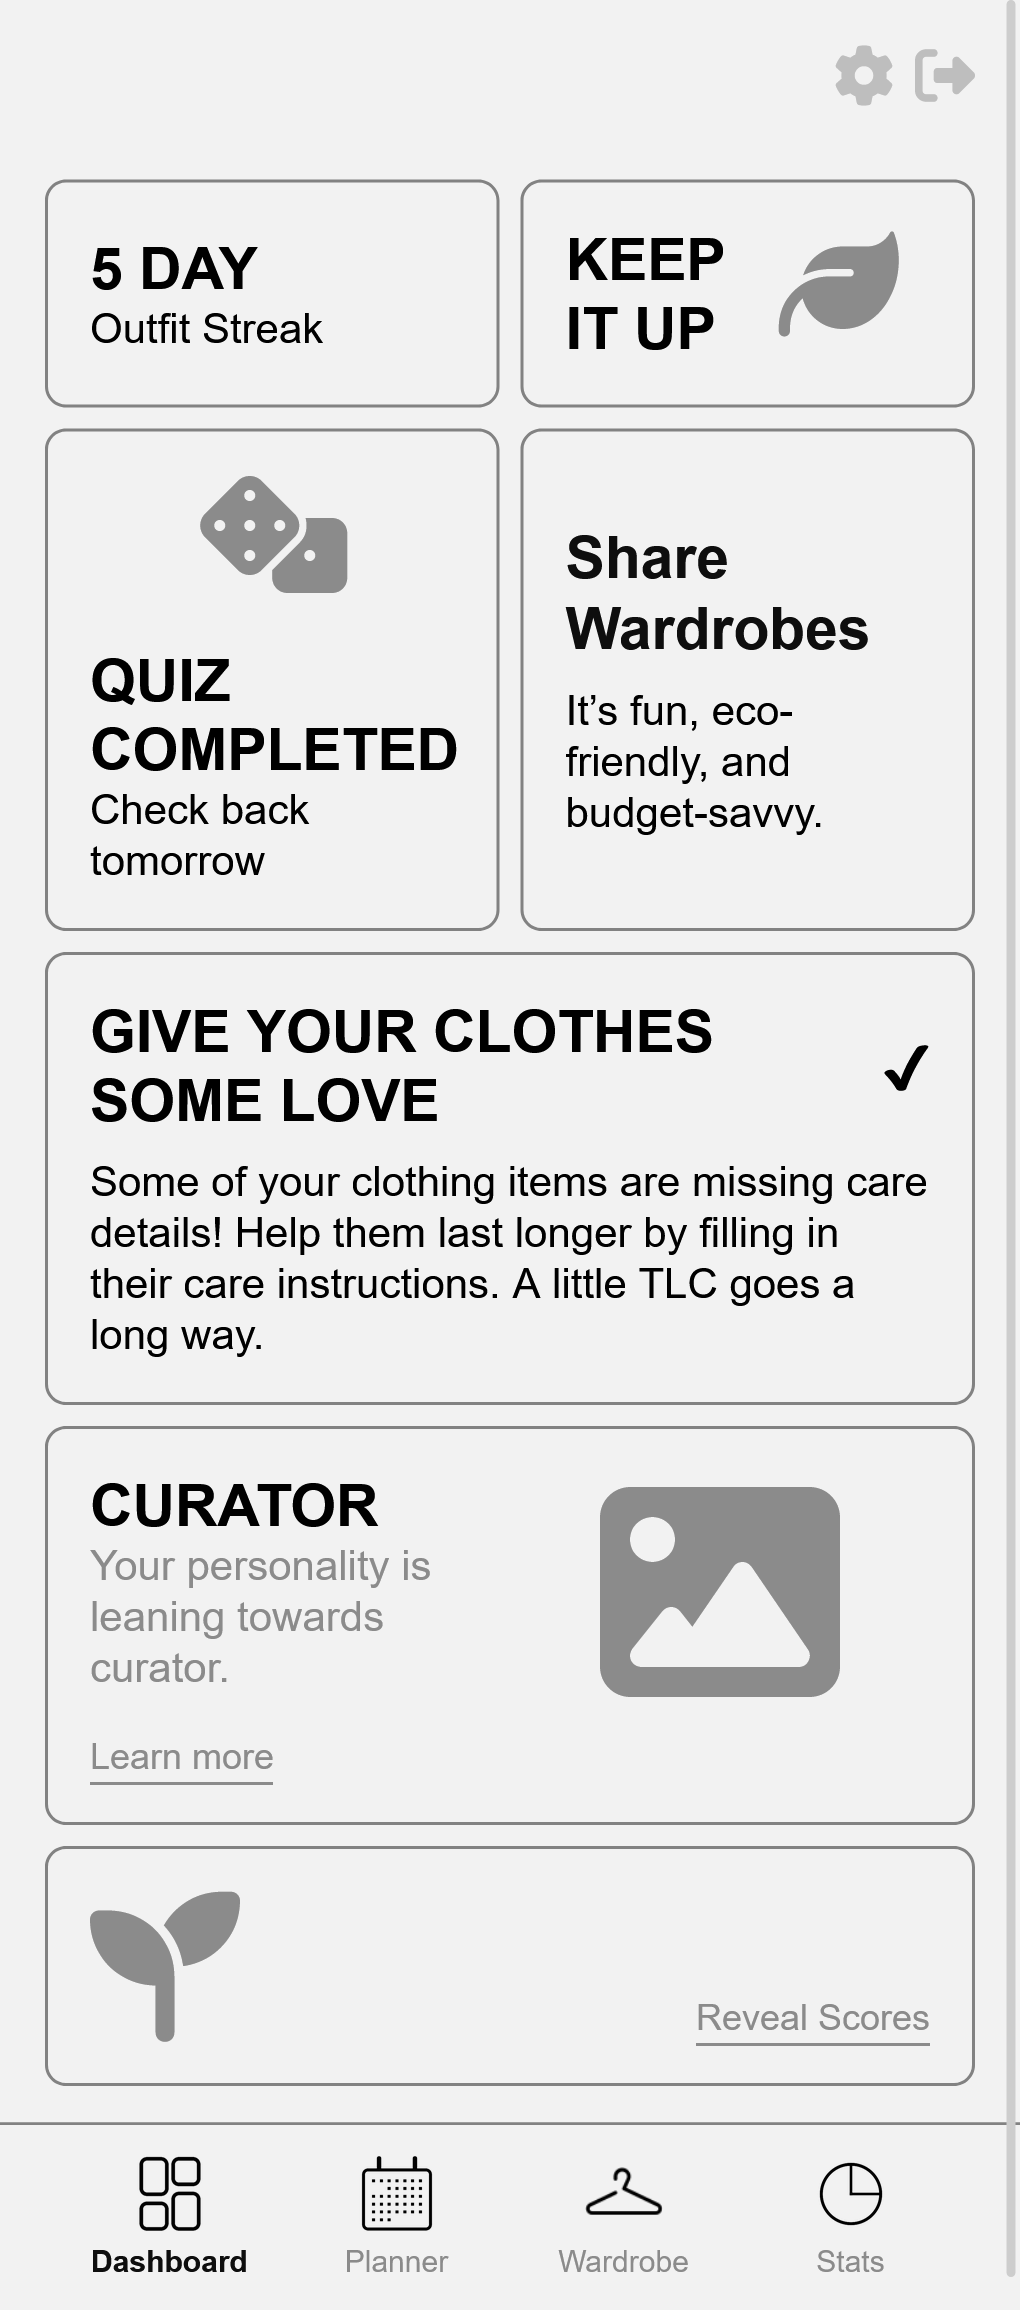 5 DAY
Outfit Streak
KEEP
IT UP
QUIZ
COMPLETED
Check back
tomorrow
Share
Wardrobes
It’s fun, eco-
friendly, and
budget-savvy.
GIVE YOUR CLOTHES
SOME LOVE
Some of your clothing items are missing care
details! Help them last longer by filling in
their care instructions. A little TLC goes a
long way.
CURATOR
Your personality is
leaning towards
curator.
Learn more
Reveal Scores
Dashboard
Planner
Wardrobe
Stats